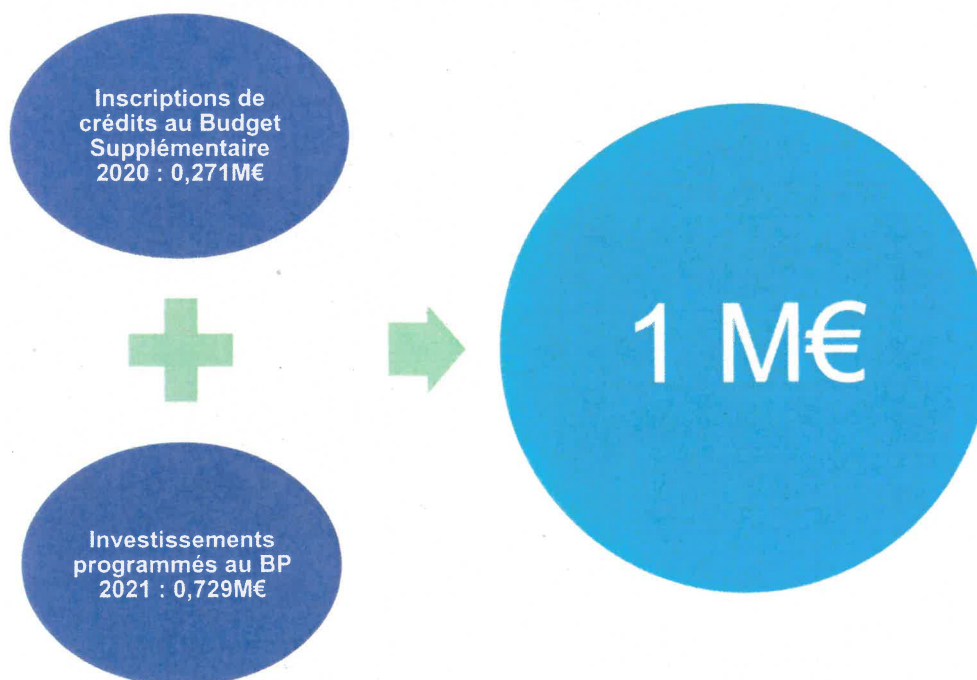 Inscriptions de
crédits au Budget
Supplémentaire
2020 : 0,271M€
Investissements
programmés au BP
2021 : 0,729M€
1 M€